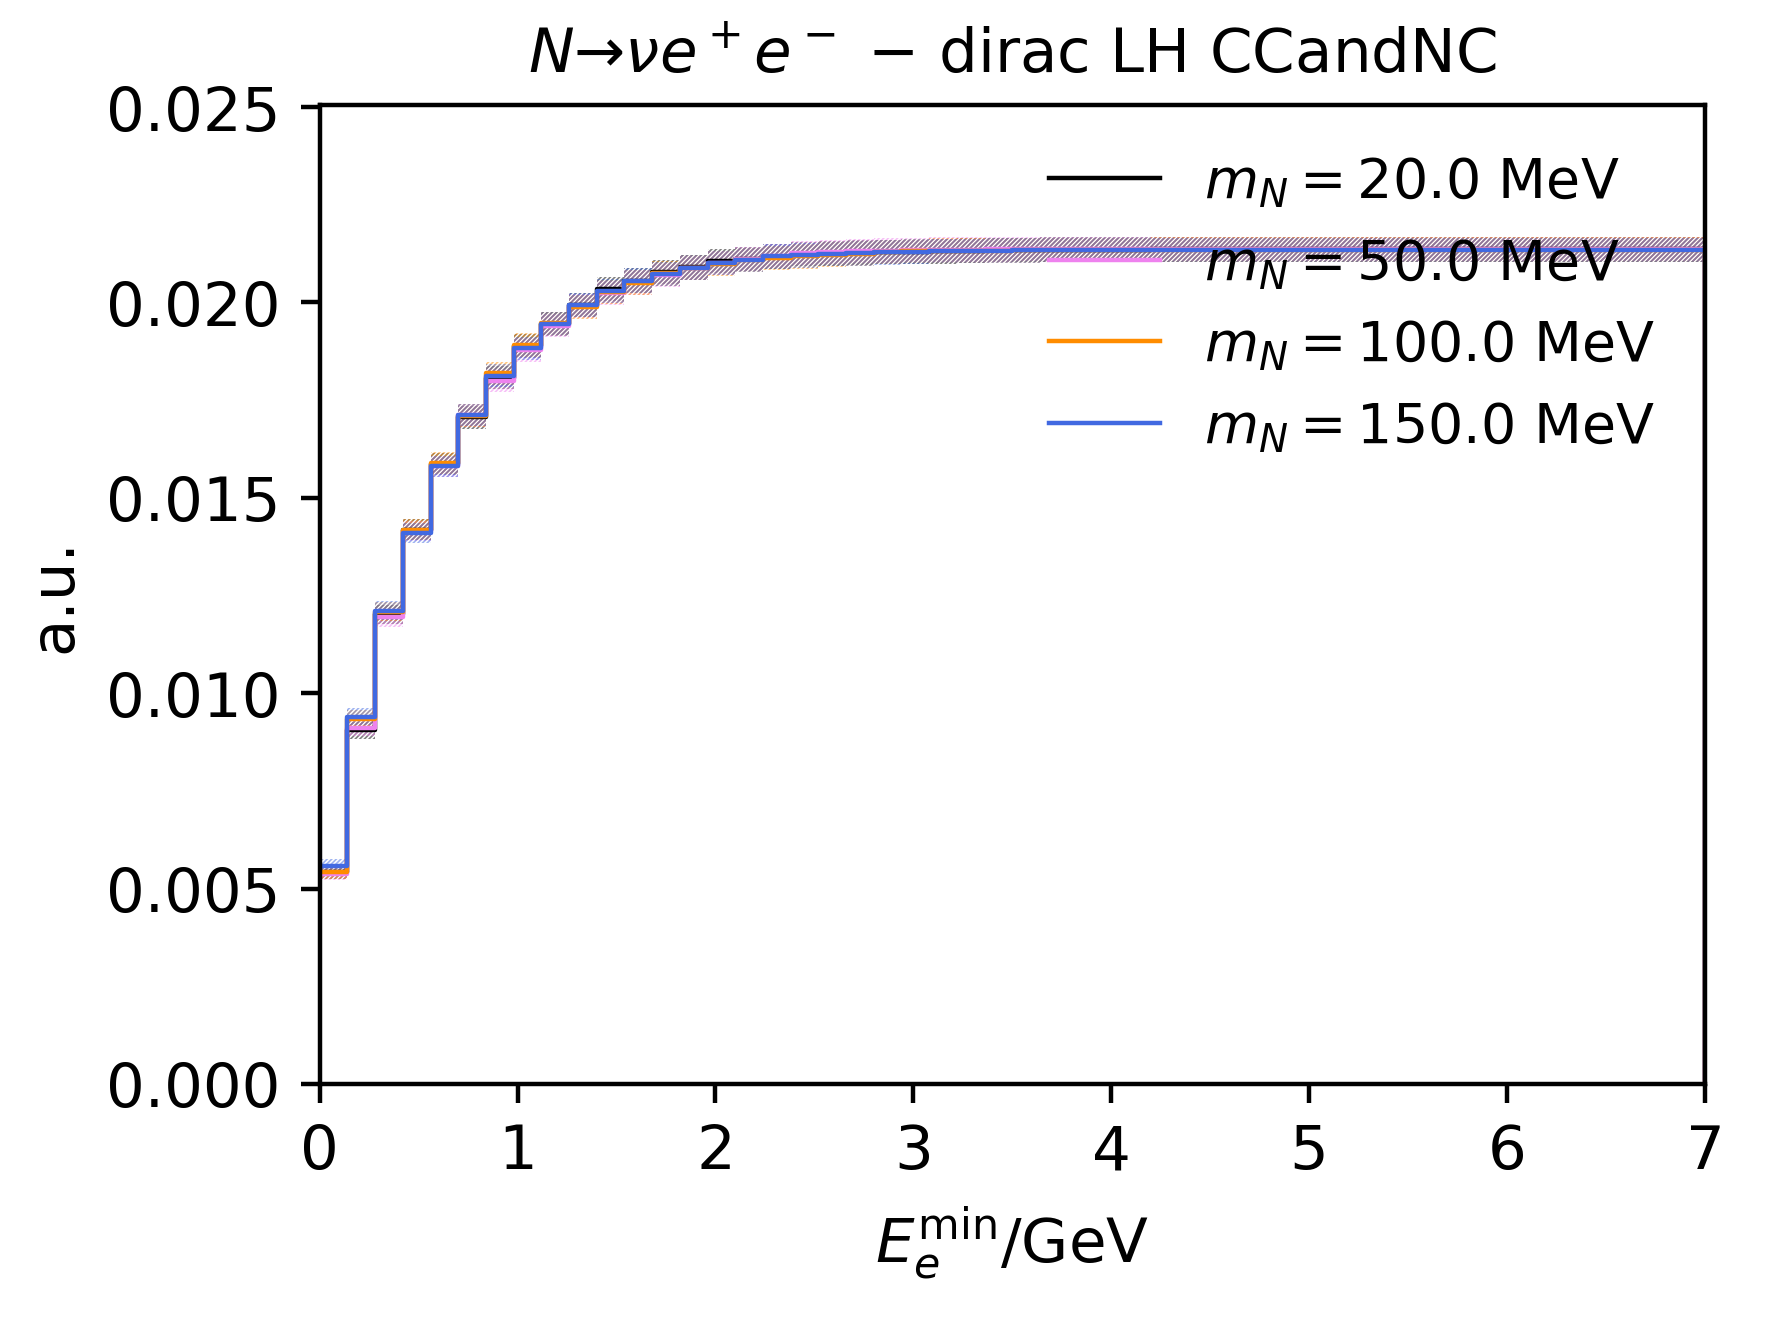 N→νe⁺e⁻ − dirac LH CCandNC
0.025
0.020
0.015
0.010
0.005
0.000
a.u.
m_N = 20.0 MeV
m_N = 50.0 MeV
m_N = 100.0 MeV
m_N = 150.0 MeV
0 1 2 3 4 5 6 7
E_e^min/GeV